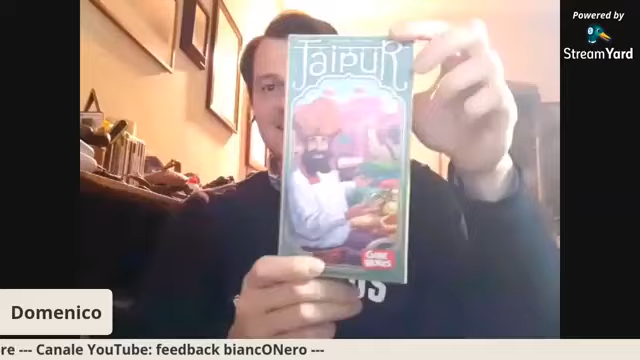 Powered by
StreamYard
Jaipur
GAME
WORKS
Domenico
re --- Canale YouTube: feedback biancONero ---